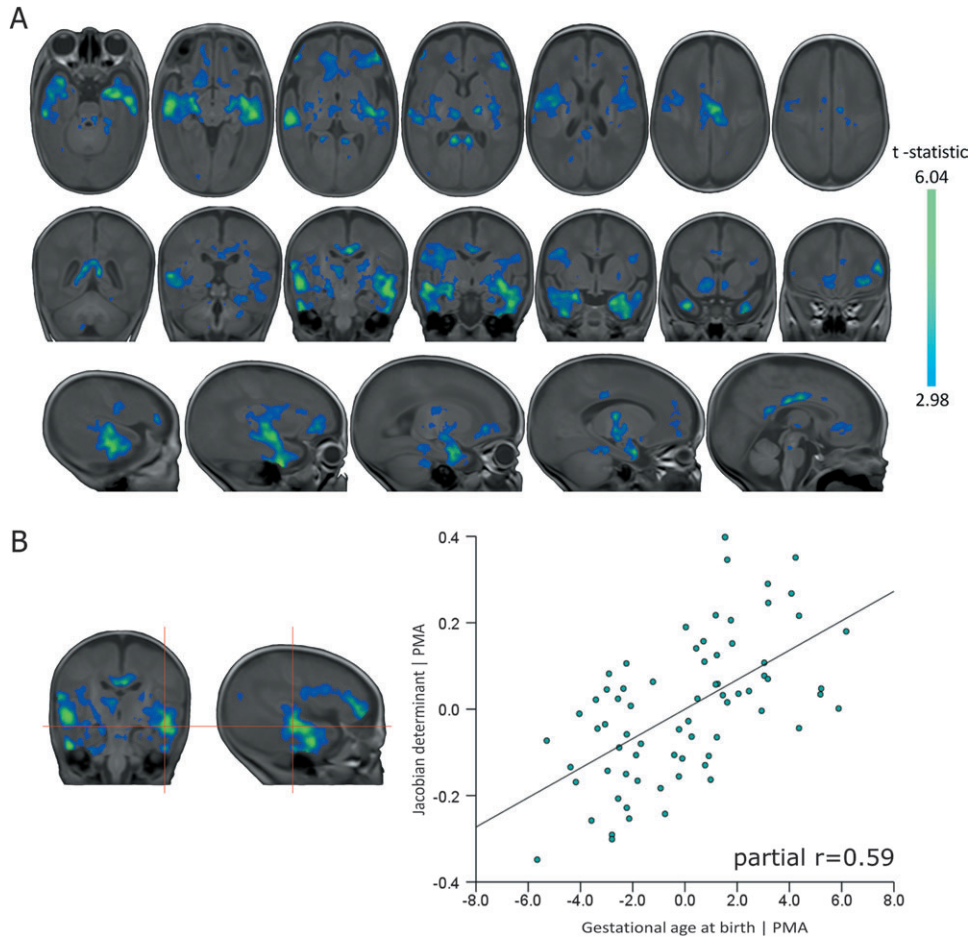 A
t -statistic
6.04
2.98
B
0.4
0.2
0.0
-0.2
-0.4
Jacobian determinant | PMA
partial r=0.59
-8.0 -6.0 -4.0 -2.0 0.0 2.0 4.0 6.0 8.0
Gestational age at birth | PMA